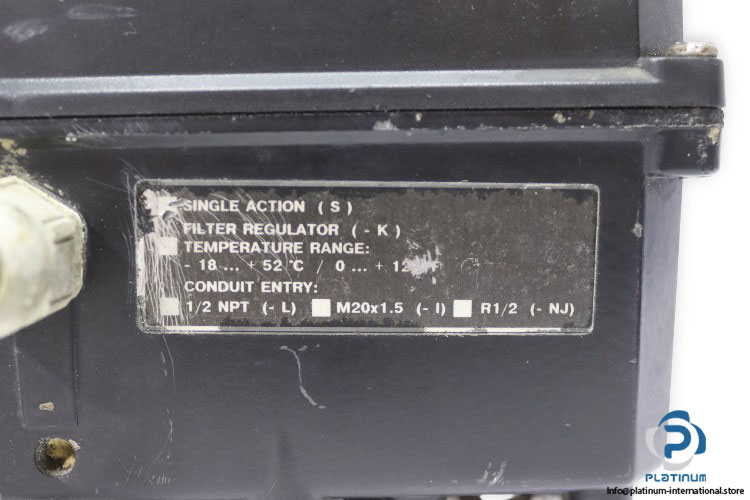 SINGLE ACTION (S)
FILTER REGULATOR (-K)
TEMPERATURE RANGE:
- 18 ... + 52 °C / 0 ... +
CONDUIT ENTRY:
1/2 NPT (-L) M20x1.5 (-I) R1/2 (-NJ)
PLATINUM
Info@platinum-international.store